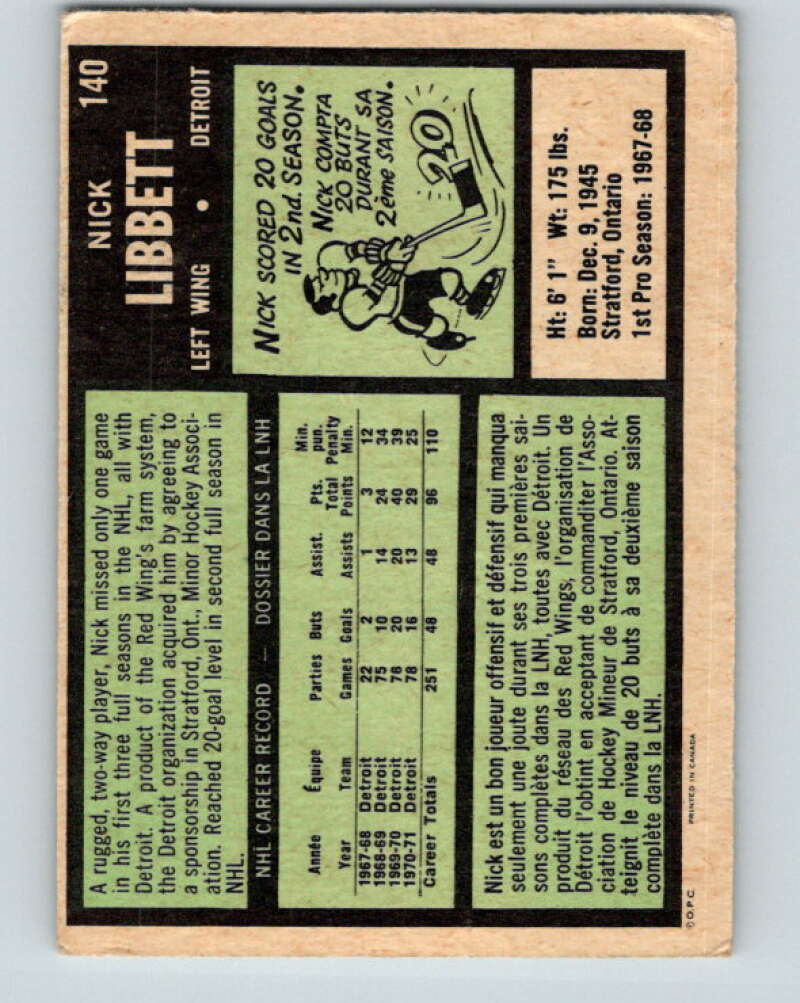 140
NICK
LIBBETT
LEFT WING • DETROIT
A rugged, two-way player, Nick missed only one game
in his first three full seasons in the NHL, all with
Detroit. A product of the Red Wing's farm system,
the Detroit organization acquired him by agreeing to
a sponsorship in Stratford, Ont., Minor Hockey Associ-
ation. Reached 20-goal level in second full season in
NHL.
NICK SCORED 20 GOALS
IN 2nd. SEASON.
NICK COMPTA
20 BUTS
DURANT SA
2ème SAISON.
20
NHL CAREER RECORD — DOSSIER DANS LA LNH
Année Équipe Parties Buts Assist. Pts. Total Min. pun.
Year Team Games Goals Assists Points Penalty Min.
1967-68 Detroit 22 2 1 3 12
1968-69 Detroit 75 10 14 24 34
1969-70 Detroit 76 20 20 40 39
1970-71 Detroit 78 16 13 29 25
Career Totals 251 48 48 96 110
Ht: 6' 1" Wt: 175 lbs.
Born: Dec. 9, 1945
Stratford, Ontario
1st Pro Season: 1967-68
Nick est un bon joueur offensif et défensif qui manqua
seulement une joute durant ses trois premières sai-
sons complètes dans la LNH, toutes avec Détroit. Un
produit du réseau des Red Wings, l'organisation de
Détroit l'obtint en acceptant de commanditer l'Asso-
ciation de Hockey Mineur de Stratford, Ontario. At-
teignit le niveau de 20 buts à sa deuxième saison
complète dans la LNH.
© O.P.C. PRINTED IN CANADA